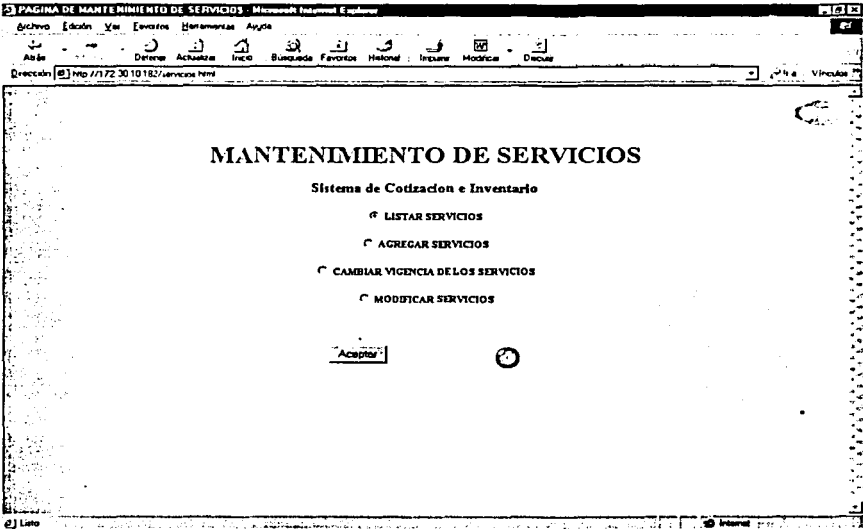 PAGINA DE MANTENIMIENTO DE SERVICIOS - Microsoft Internet Explorer
Archivo Edición Ver Favoritos Herramientas Ayuda
Atrás Detener Actualizar Inicio Búsqueda Favoritos Historial Imprimir Modificar Discutir
Dirección http://172.30.10.182/servicios.html Vínculos
MANTENIMIENTO DE SERVICIOS
Sistema de Cotizacion e Inventario
LISTAR SERVICIOS
AGREGAR SERVICIOS
CAMBIAR VIGENCIA DE LOS SERVICIOS
MODIFICAR SERVICIOS
Aceptar
Listo Internet